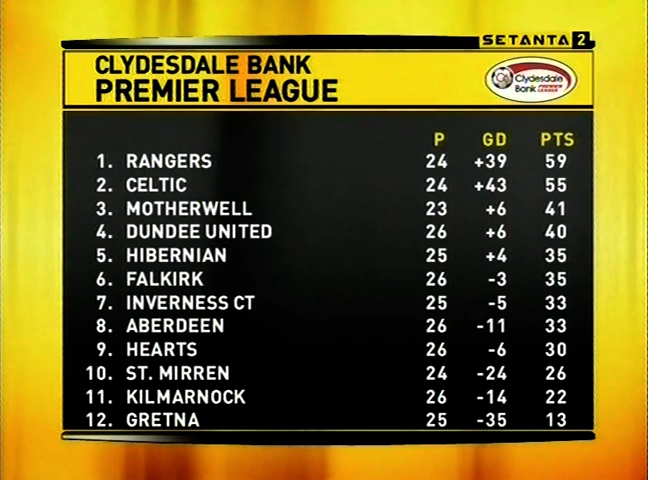 SETANTA 2
CLYDESDALE BANK
PREMIER LEAGUE
Clydesdale
Bank PREMIER LEAGUE
P GD PTS
1. RANGERS 24 +39 59
2. CELTIC 24 +43 55
3. MOTHERWELL 23 +6 41
4. DUNDEE UNITED 26 +6 40
5. HIBERNIAN 25 +4 35
6. FALKIRK 26 -3 35
7. INVERNESS CT 25 -5 33
8. ABERDEEN 26 -11 33
9. HEARTS 26 -6 30
10. ST. MIRREN 24 -24 26
11. KILMARNOCK 26 -14 22
12. GRETNA 25 -35 13